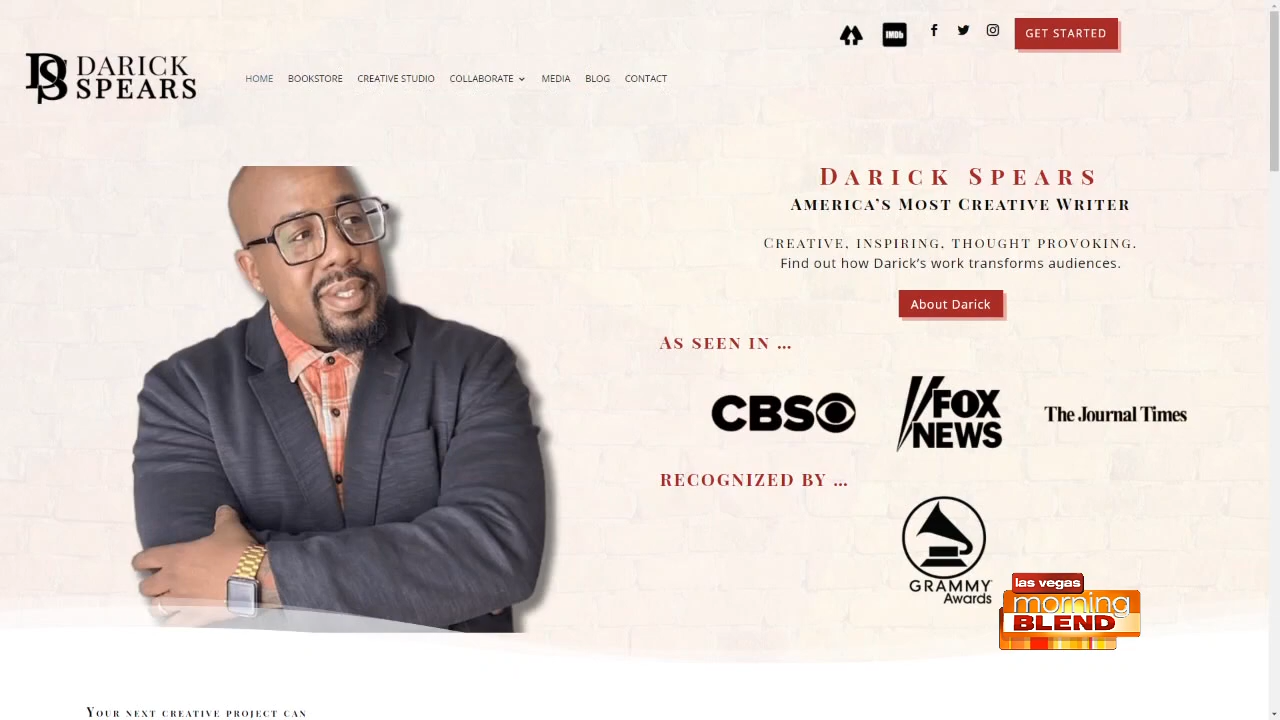 IMDb
GET STARTED
DS
DARICK
SPEARS
HOME BOOKSTORE CREATIVE STUDIO COLLABORATE MEDIA BLOG CONTACT
Darick Spears
America's Most Creative Writer
Creative, inspiring, thought provoking.
Find out how Darick's work transforms audiences.
About Darick
As seen in ...
CBS
FOX
NEWS
The Journal Times
RECOGNIZED BY ...
GRAMMY
Awards
las vegas
morning
BLEND
Your next creative project can